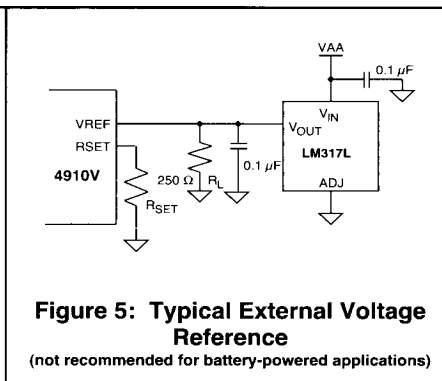 VAA
0.1 µF
VREF
RSET
4910V
RSET
250 Ω
RL
0.1 µF
VIN
VOUT
LM317L
ADJ
Figure 5: Typical External Voltage
Reference
(not recommended for battery-powered applications)